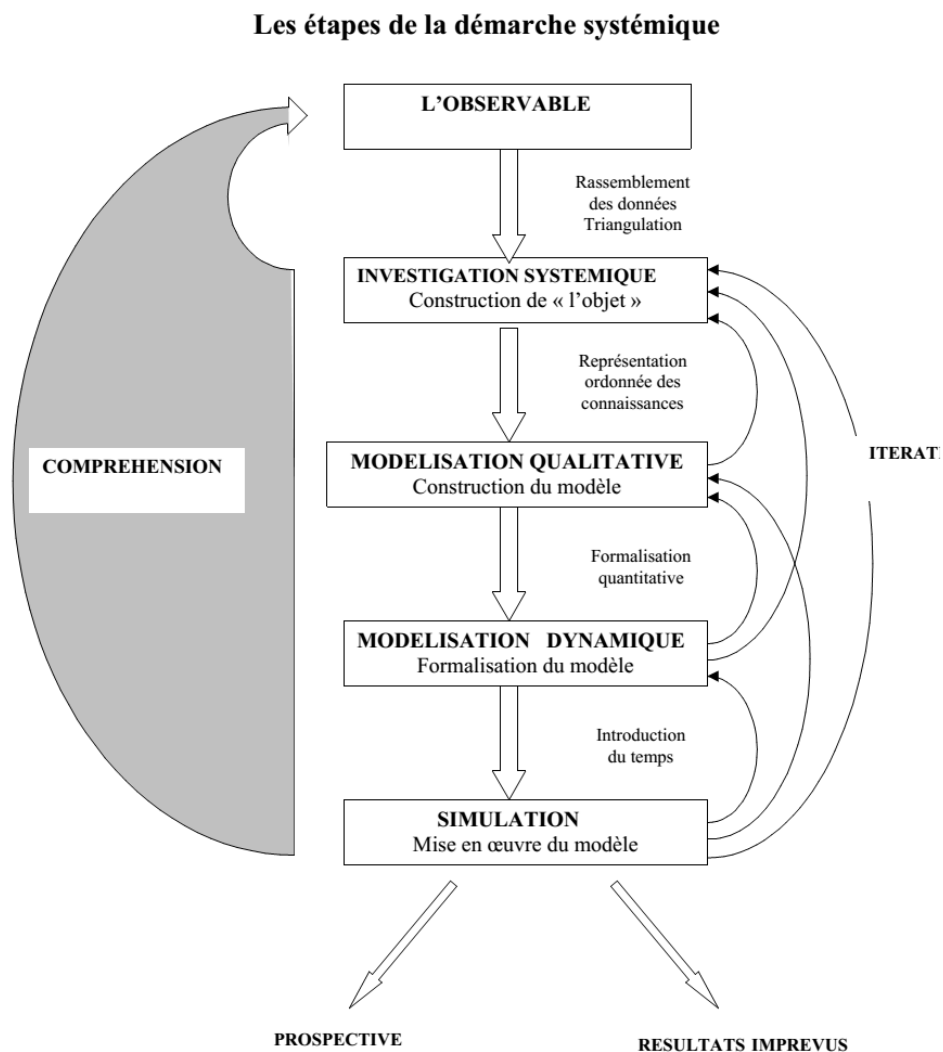 Les étapes de la démarche systémique
L'OBSERVABLE
Rassemblement
des données
Triangulation
INVESTIGATION SYSTEMIQUE
Construction de « l'objet »
Représentation
ordonnée des
connaissances
COMPREHENSION
MODELISATION QUALITATIVE
Construction du modèle
ITERATI
Formalisation
quantitative
MODELISATION DYNAMIQUE
Formalisation du modèle
Introduction
du temps
SIMULATION
Mise en œuvre du modèle
PROSPECTIVE
RESULTATS IMPREVUS